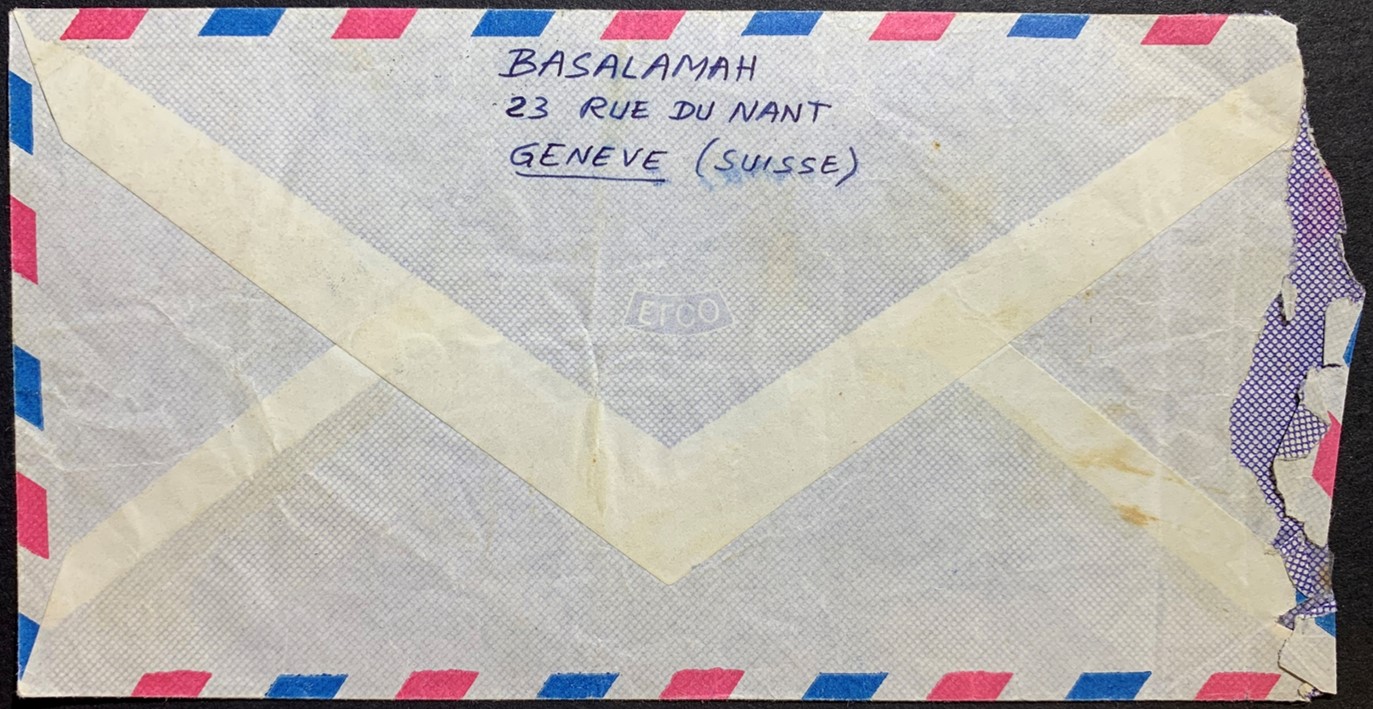 BASALAMAH
23 RUE DU NANT
GENEVE (SUISSE)
ETCO